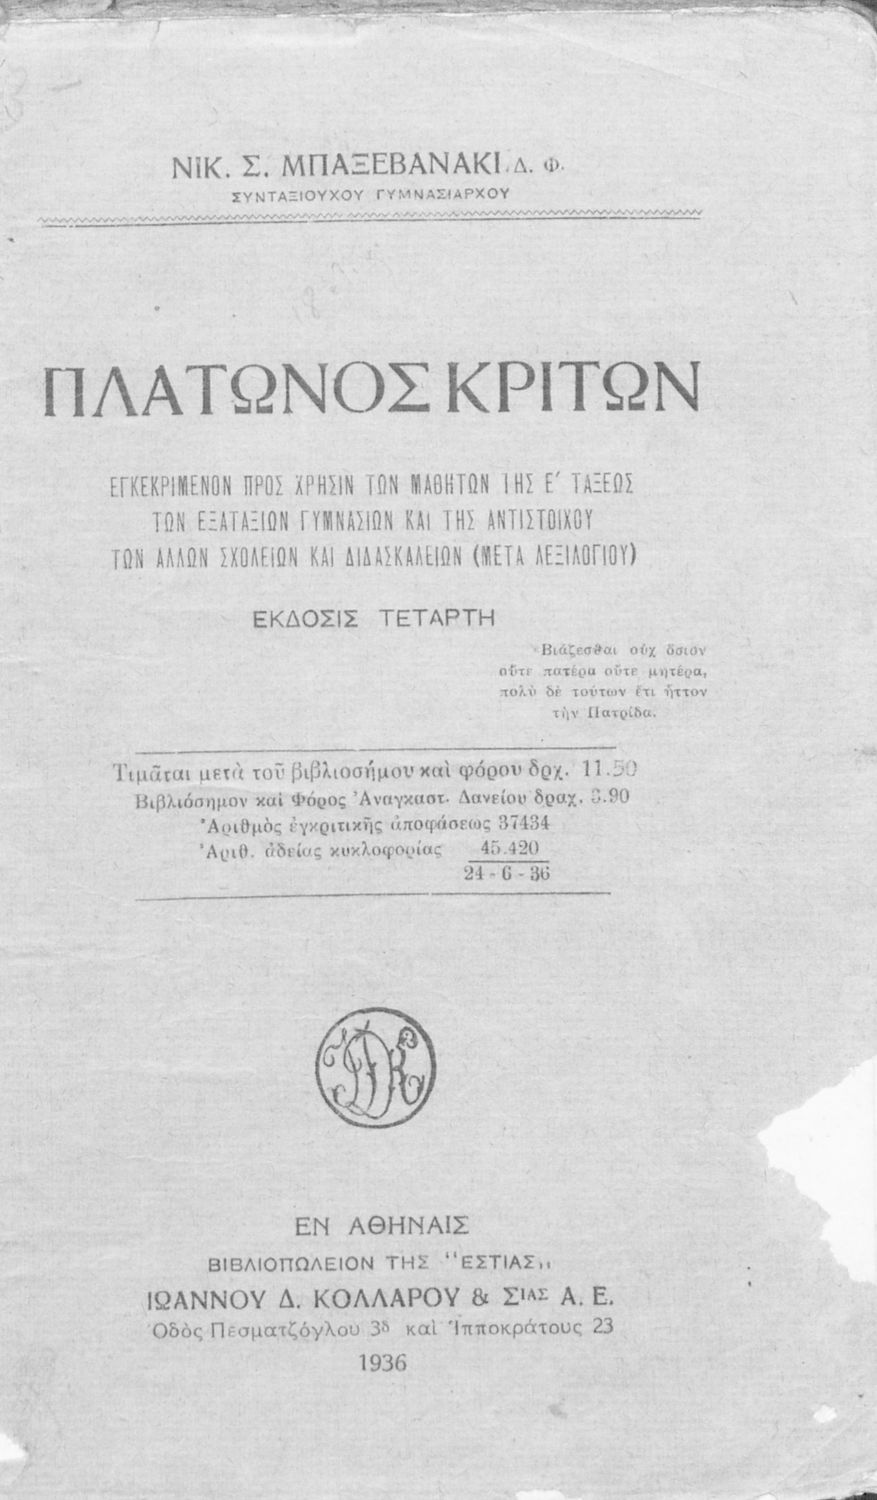 ΝΙΚ. Σ. ΜΠΑΞΕΒΑΝΑΚΙ Δ. Φ.
ΣΥΝΤΑΞΙΟΥΧΟΥ ΓΥΜΝΑΣΙΑΡΧΟΥ
ΠΛΑΤΩΝΟΣ ΚΡΙΤΩΝ
ΕΓΚΕΚΡΙΜΕΝΟΝ ΠΡΟΣ ΧΡΗΣΙΝ ΤΩΝ ΜΑΘΗΤΩΝ ΤΗΣ Ε΄ ΤΑΞΕΩΣ
ΤΩΝ ΕΞΑΤΑΞΙΩΝ ΓΥΜΝΑΣΙΩΝ ΚΑΙ ΤΗΣ ΑΝΤΙΣΤΟΙΧΟΥ
ΤΩΝ ΑΛΛΩΝ ΣΧΟΛΕΙΩΝ ΚΑΙ ΔΙΔΑΣΚΑΛΕΙΩΝ (ΜΕΤΑ ΛΕΞΙΛΟΓΙΟΥ)
ΕΚΔΟΣΙΣ ΤΕΤΑΡΤΗ
Βιάζεσθαι οὐχ ὅσιον
οὔτε πατέρα οὔτε μητέρα,
πολὺ δὲ τούτων ἔτι ἧττον
τὴν Πατρίδα.
Τιμᾶται μετὰ τοῦ βιβλιοσήμου καὶ φόρου δρχ. 11.50
Βιβλιόσημον καὶ Φόρος Ἀναγκαστ. Δανείου δραχ. 3.90
Ἀριθμὸς ἐγκριτικῆς ἀποφάσεως 37434
Ἀριθ. ἀδείας κυκλοφορίας 45.420
24 - 6 - 36
ΙΔΚ
ΕΝ ΑΘΗΝΑΙΣ
ΒΙΒΛΙΟΠΩΛΕΙΟΝ ΤΗΣ "ΕΣΤΙΑΣ„
ΙΩΑΝΝΟΥ Δ. ΚΟΛΛΑΡΟΥ & ΣΙΑΣ Α. Ε.
Ὁδὸς Πεσματζόγλου 3δ καὶ Ἱπποκράτους 23
1936